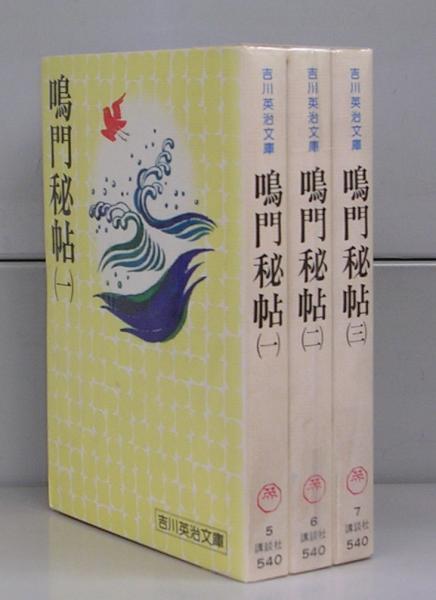 鳴門秘帖(一)
吉川英治文庫
吉川英治文庫
鳴門秘帖(一)
5
講談社
540
吉川英治文庫
鳴門秘帖(二)
6
講談社
540
吉川英治文庫
鳴門秘帖(三)
7
講談社
540